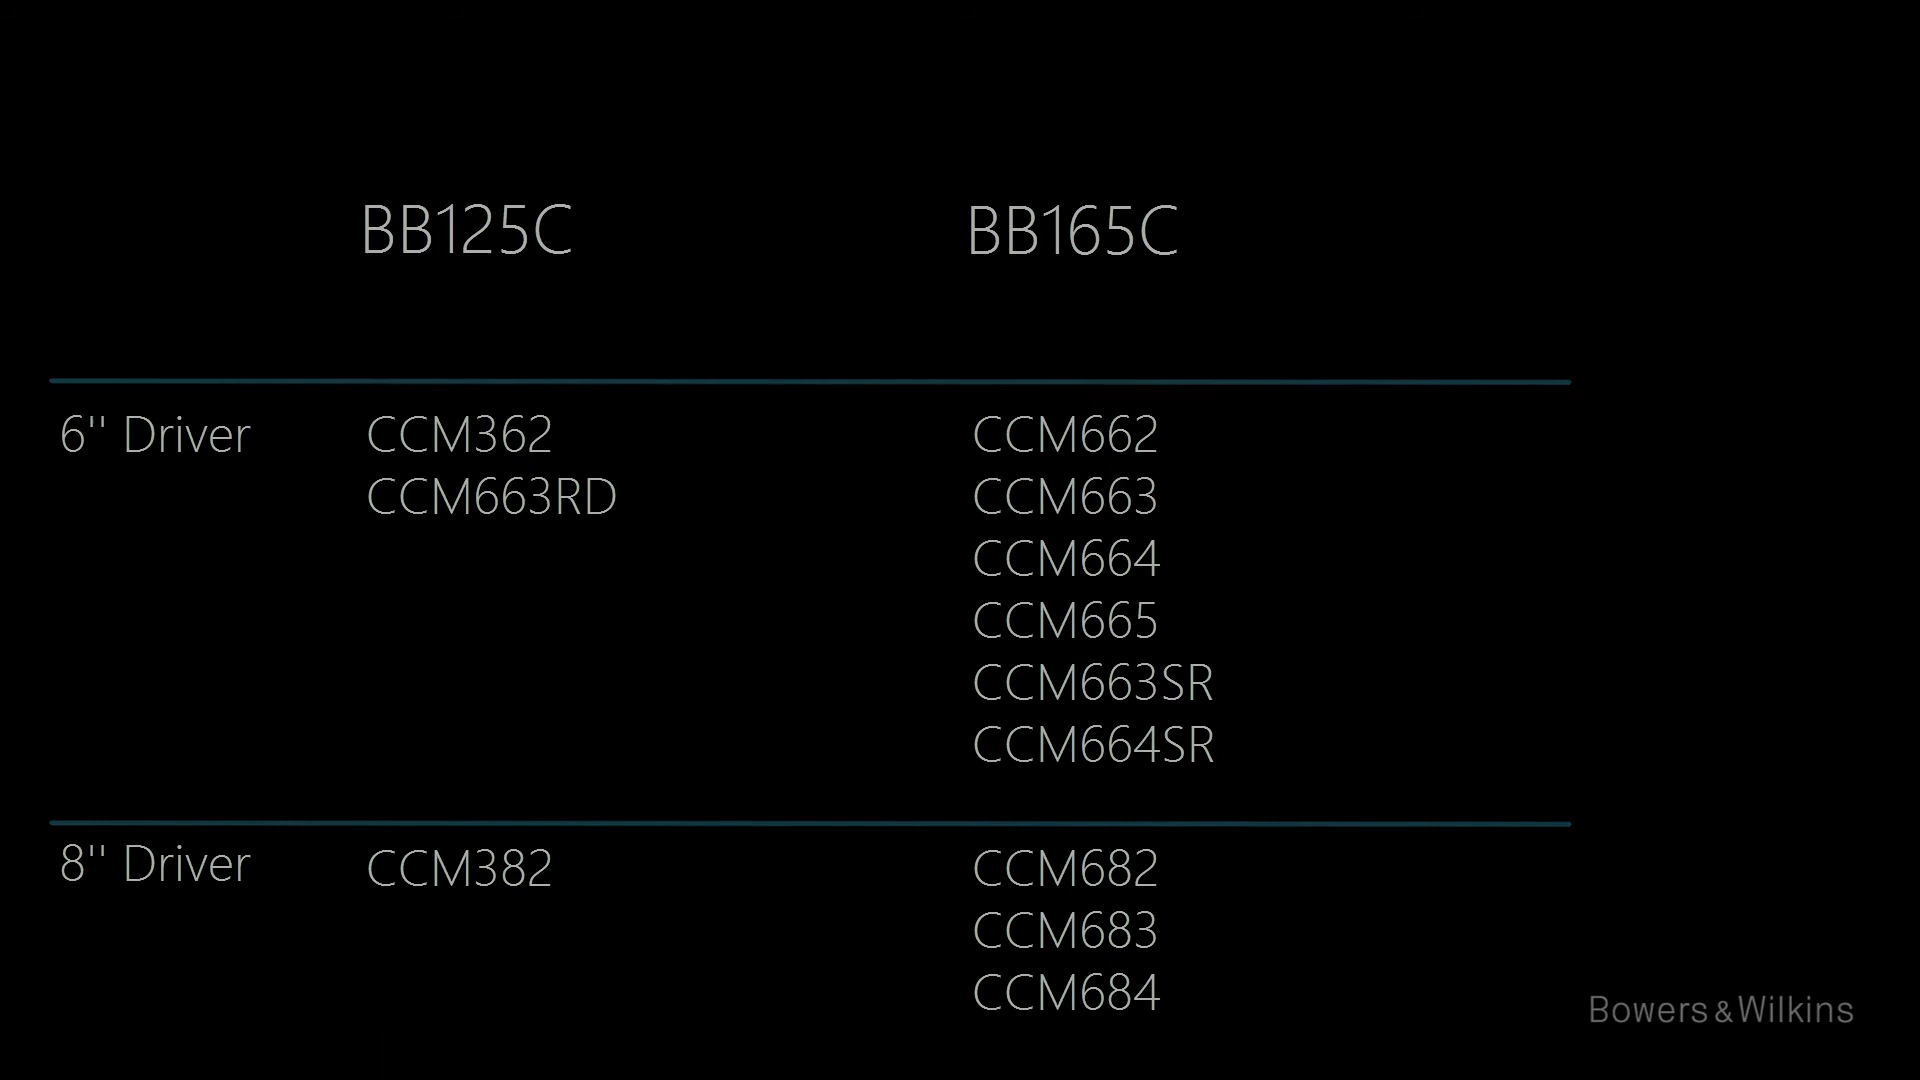 BB125C BB165C
6" Driver CCM362 CCM662
CCM663RD CCM663
CCM664
CCM665
CCM663SR
CCM664SR
8" Driver CCM382 CCM682
CCM683
CCM684
Bowers & Wilkins